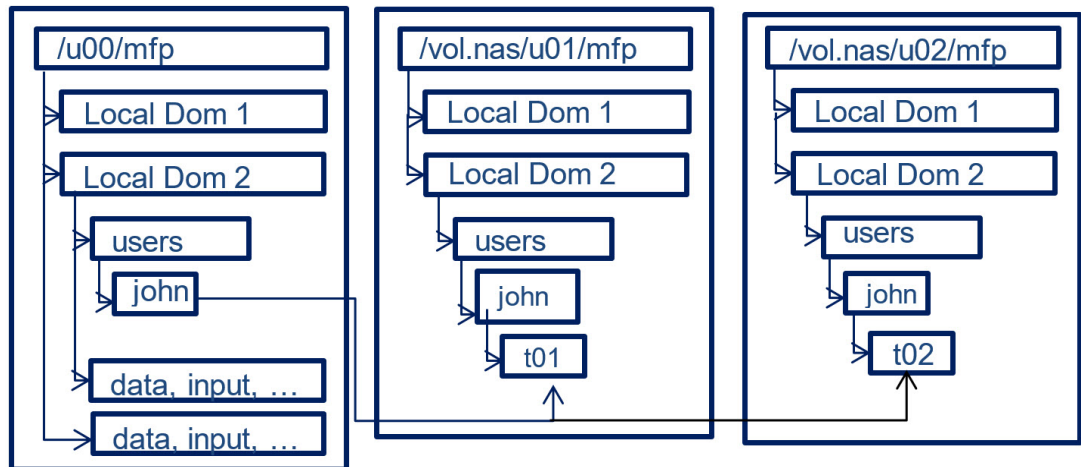 /u00/mfp
Local Dom 1
Local Dom 2
users
john
data, input, …
data, input, …
/vol.nas/u01/mfp
Local Dom 1
Local Dom 2
users
john
t01
/vol.nas/u02/mfp
Local Dom 1
Local Dom 2
users
john
t02